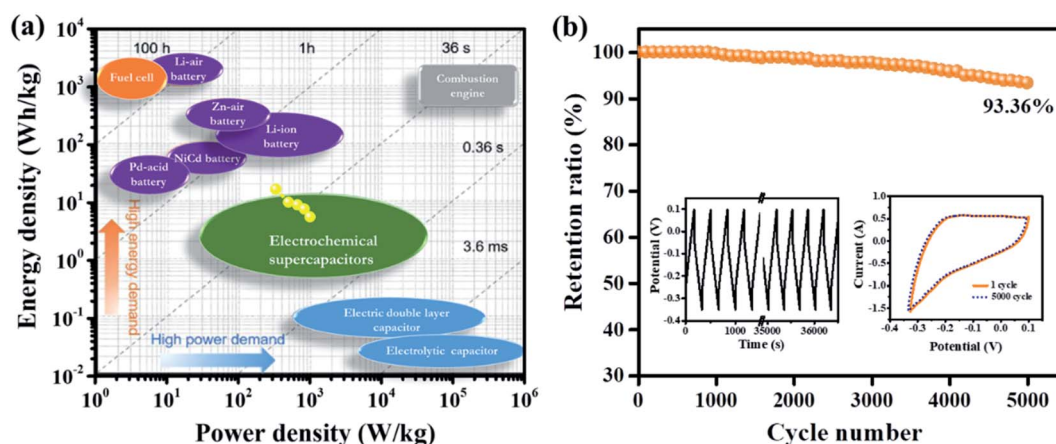 (a)
Energy density (Wh/kg)
10⁴
10³
10²
10¹
10⁰
10⁻¹
10⁻²
100 h
1h
36 s
0.36 s
3.6 ms
Fuel cell
Li-air
battery
Zn-air
battery
Li-ion
battery
Pd-acid
battery
NiCd battery
Combustion
engine
Electrochemical
supercapacitors
Electric double layer
capacitor
Electrolytic capacitor
High energy
demand
High power demand
10⁰ 10¹ 10² 10³ 10⁴ 10⁵ 10⁶
Power density (W/kg)
(b)
Retention ratio (%)
100
90
80
70
60
50
40
30
93.36%
Potential (V)
0.1
0.0
-0.1
-0.2
-0.3
-0.4
0 1000 35000 36000
Time (s)
Current (A)
1.0
0.5
0.0
-0.5
-1.0
-1.5
1 cycle
5000 cycle
-0.4 -0.3 -0.2 -0.1 0.0 0.1
Potential (V)
0 1000 2000 3000 4000 5000
Cycle number